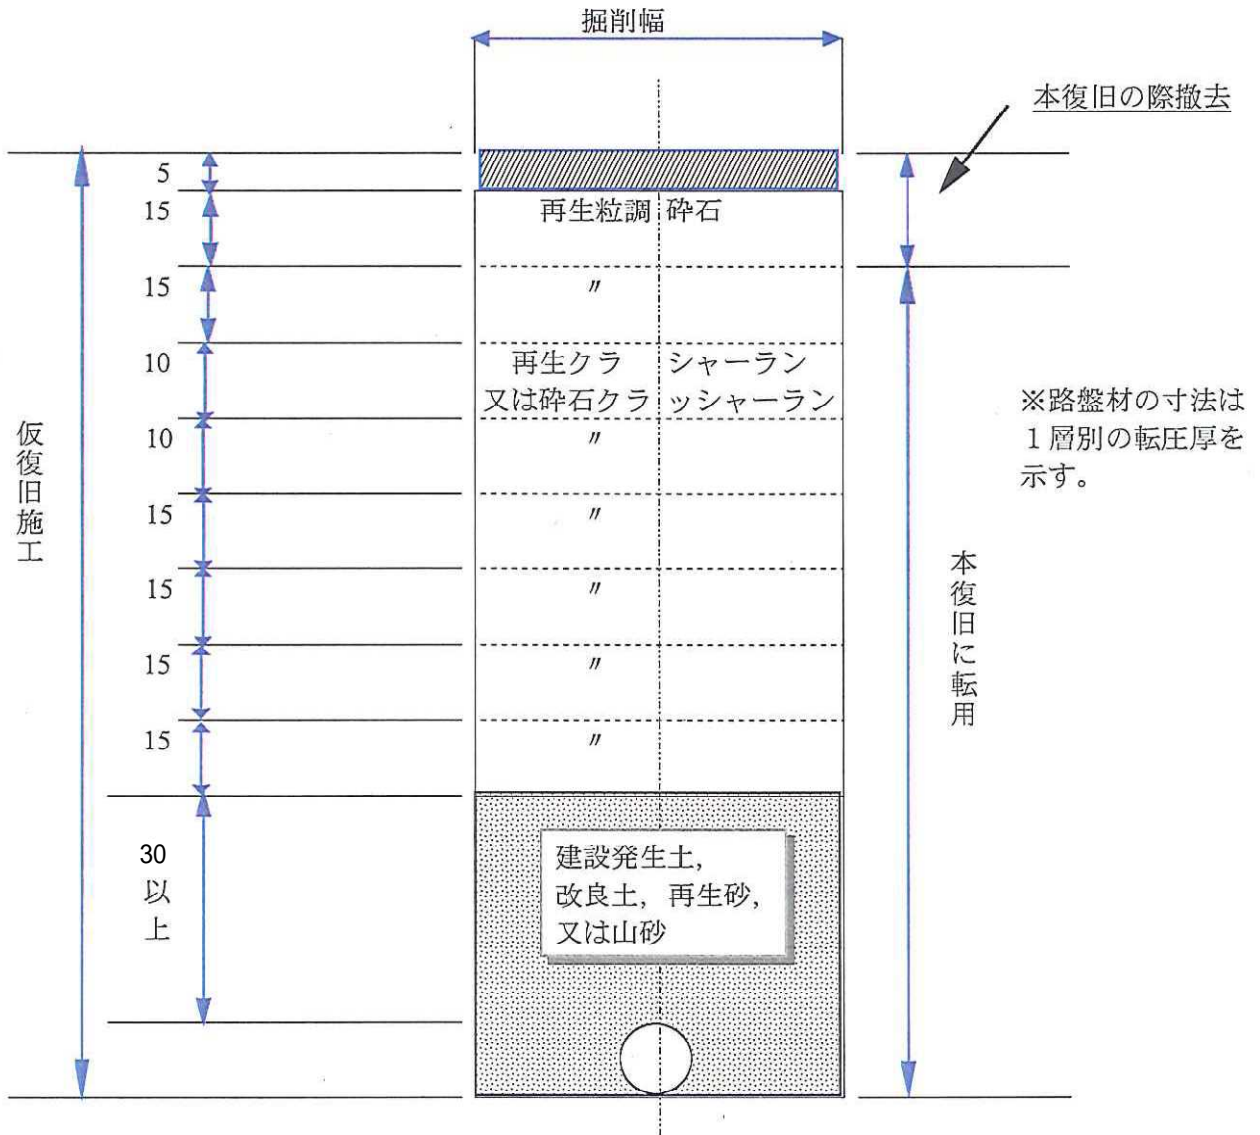 掘削幅
本復旧の際撤去
5
15
再生粒調砕石
15
〃
10
再生クラ シャーラン
又は砕石クラッシャーラン
10
〃
15
〃
15
〃
15
〃
15
〃
30
以
上
建設発生土，
改良土，再生砂，
又は山砂
仮復旧施工
本復旧に転用
※路盤材の寸法は
１層別の転圧厚を
示す。